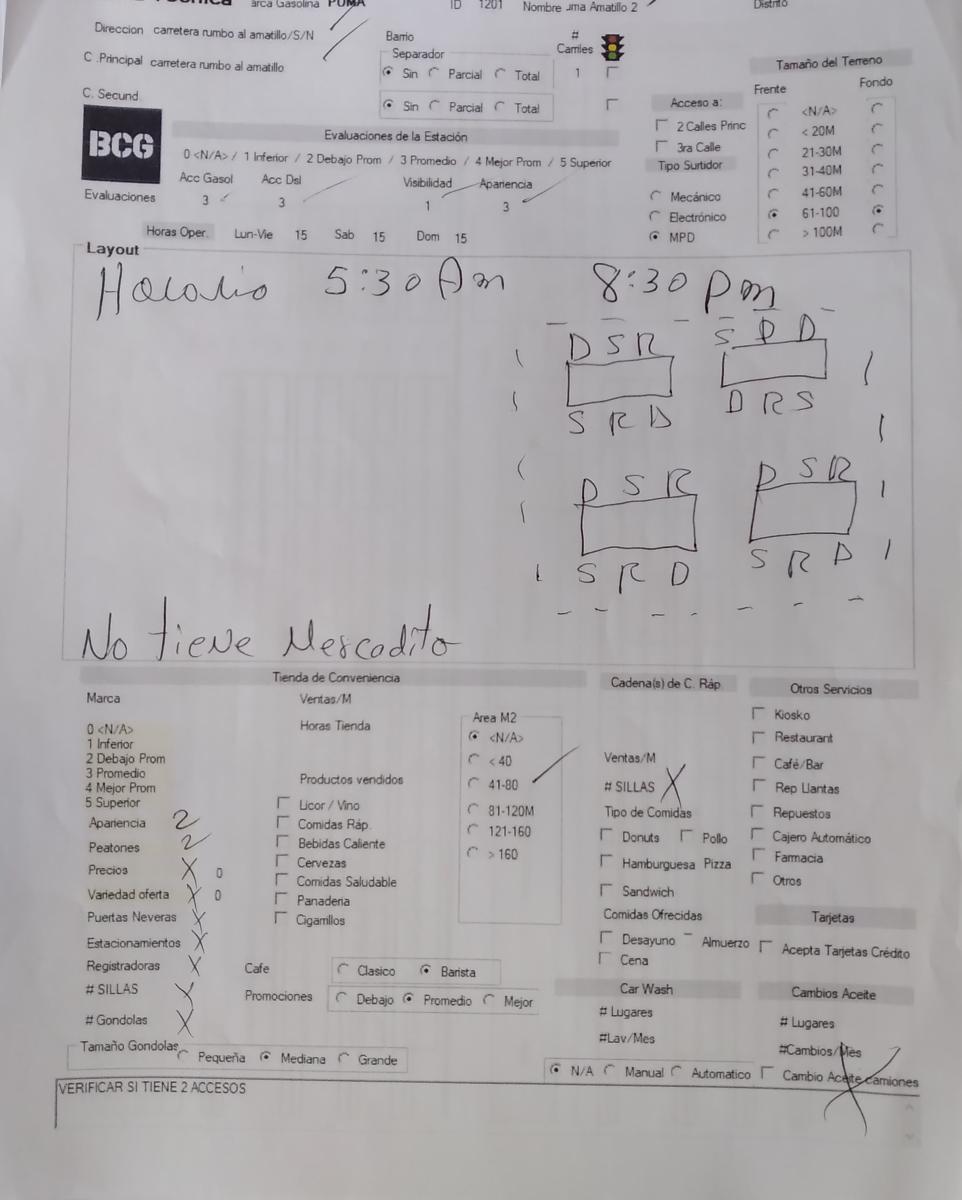 arca Gasolina PUMA ID 1201 Nombre uma Amatillo 2 Distrito
Direccion carretera rumbo al amatillo/S/N
Barrio
# Carriles
C .Principal carretera rumbo al amatillo
Separador
Sin Parcial Total 1
C. Secund.
Sin Parcial Total
Tamaño del Terreno
Frente Fondo
<N/A>
< 20M
21-30M
31-40M
41-60M
61-100
> 100M
Acceso a:
2 Calles Princ
3ra Calle
Tipo Surtidor
Mecánico
Electrónico
MPD
BCG
Evaluaciones de la Estación
0 <N/A> / 1 Inferior / 2 Debajo Prom / 3 Promedio / 4 Mejor Prom / 5 Superior
Acc Gasol Acc Dsl Visibilidad Apariencia
Evaluaciones 3 3 1 3
Horas Oper. Lun-Vie 15 Sab 15 Dom 15
Layout
Horario 5:30 Am 8:30 pm
D S R S D D
S R D D R S
D S R D S R
S R D S R D
No tiene Mercadito
Tienda de Conveniencia
Marca
0 <N/A>
1 Inferior
2 Debajo Prom
3 Promedio
4 Mejor Prom
5 Superior
Apariencia 2
Peatones 2
Precios X 0
Variedad oferta X 0
Puertas Neveras X
Estacionamientos X
Registradoras X
# SILLAS X
# Gondolas X
Tamaño Gondolas
Pequeña Mediana Grande
Ventas/M
Horas Tienda
Productos vendidos
Licor / Vino
Comidas Ráp.
Bebidas Caliente
Cervezas
Comidas Saludable
Panaderia
Cigarrillos
Area M2
<N/A>
< 40
41-80
81-120M
121-160
> 160
Cafe Clasico Barista
Promociones Debajo Promedio Mejor
Cadena(s) de C. Ráp
Ventas/M
# SILLAS X
Tipo de Comidas
Donuts Pollo
Hamburguesa Pizza
Sandwich
Comidas Ofrecidas
Desayuno Almuerzo
Cena
Car Wash
# Lugares
#Lav/Mes
N/A Manual Automatico
Otros Servicios
Kiosko
Restaurant
Café/Bar
Rep Llantas
Repuestos
Cajero Automático
Farmacia
Otros
Tarjetas
Acepta Tarjetas Crédito
Cambios Aceite
# Lugares
#Cambios/Mes
Cambio Aceite camiones
VERIFICAR SI TIENE 2 ACCESOS